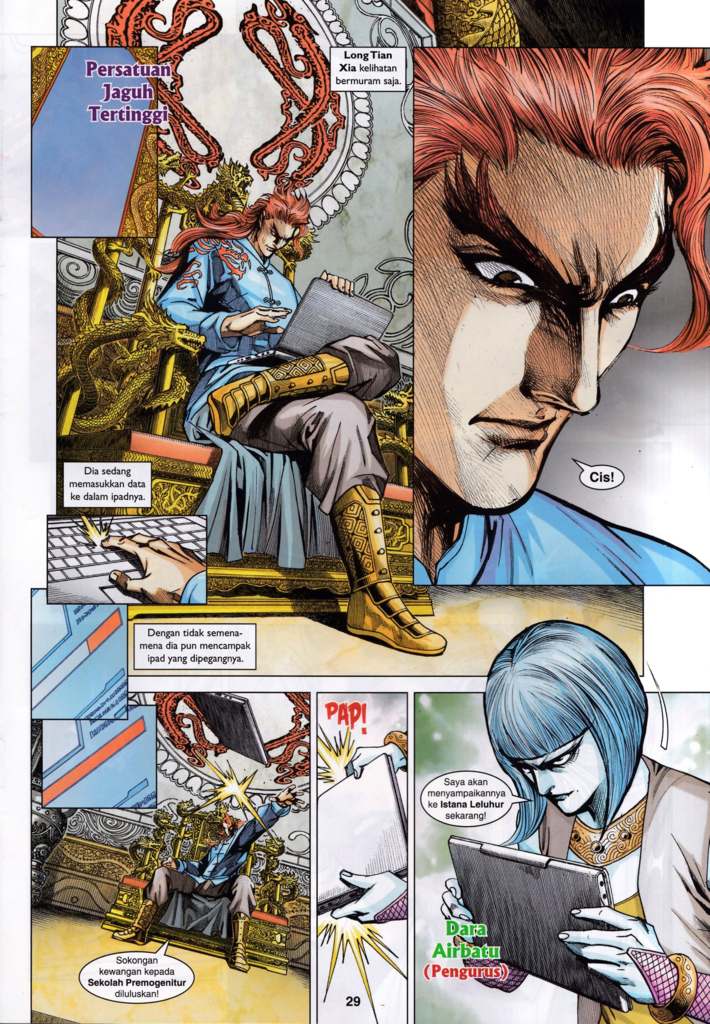 Persatuan
Jaguh
Tertinggi
Long Tian
Xia kelihatan
bermuram saja.
Cis!
Dia sedang
memasukkan data
ke dalam ipadnya.
Dengan tidak semena-
mena dia pun mencampak
ipad yang dipegangnya.
Sokongan
kewangan kepada
Sekolah Premogenitur
diluluskan!
PAP!
Saya akan
menyampaikannya
ke Istana Leluhur
sekarang!
Dara
Airbatu
(Pengurus)
29